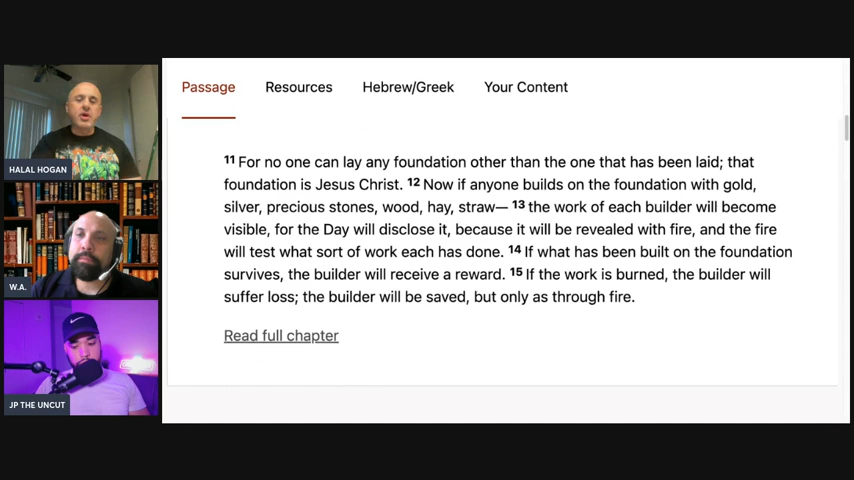 Passage
Resources
Hebrew/Greek
Your Content
11 For no one can lay any foundation other than the one that has been laid; that
foundation is Jesus Christ. 12 Now if anyone builds on the foundation with gold,
silver, precious stones, wood, hay, straw— 13 the work of each builder will become
visible, for the Day will disclose it, because it will be revealed with fire, and the fire
will test what sort of work each has done. 14 If what has been built on the foundation
survives, the builder will receive a reward. 15 If the work is burned, the builder will
suffer loss; the builder will be saved, but only as through fire.
Read full chapter
HALAL HOGAN
W.A.
JP THE UNCUT